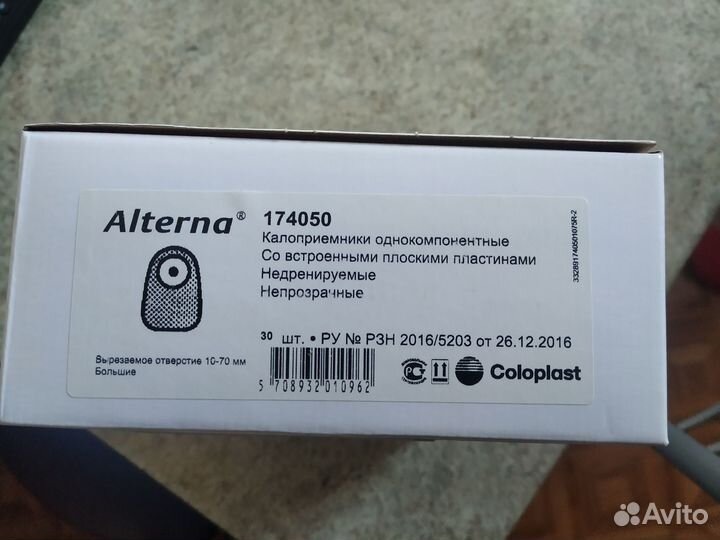 Alterna® 174050
Калоприемники однокомпонентные
Со встроенными плоскими пластинами
Недренируемые
Непрозрачные
30 шт. • РУ № РЗН 2016/5203 от 26.12.2016
Вырезаемое отверстие 10-70 мм
Большие
5 708932 010962
Coloplast
Avito